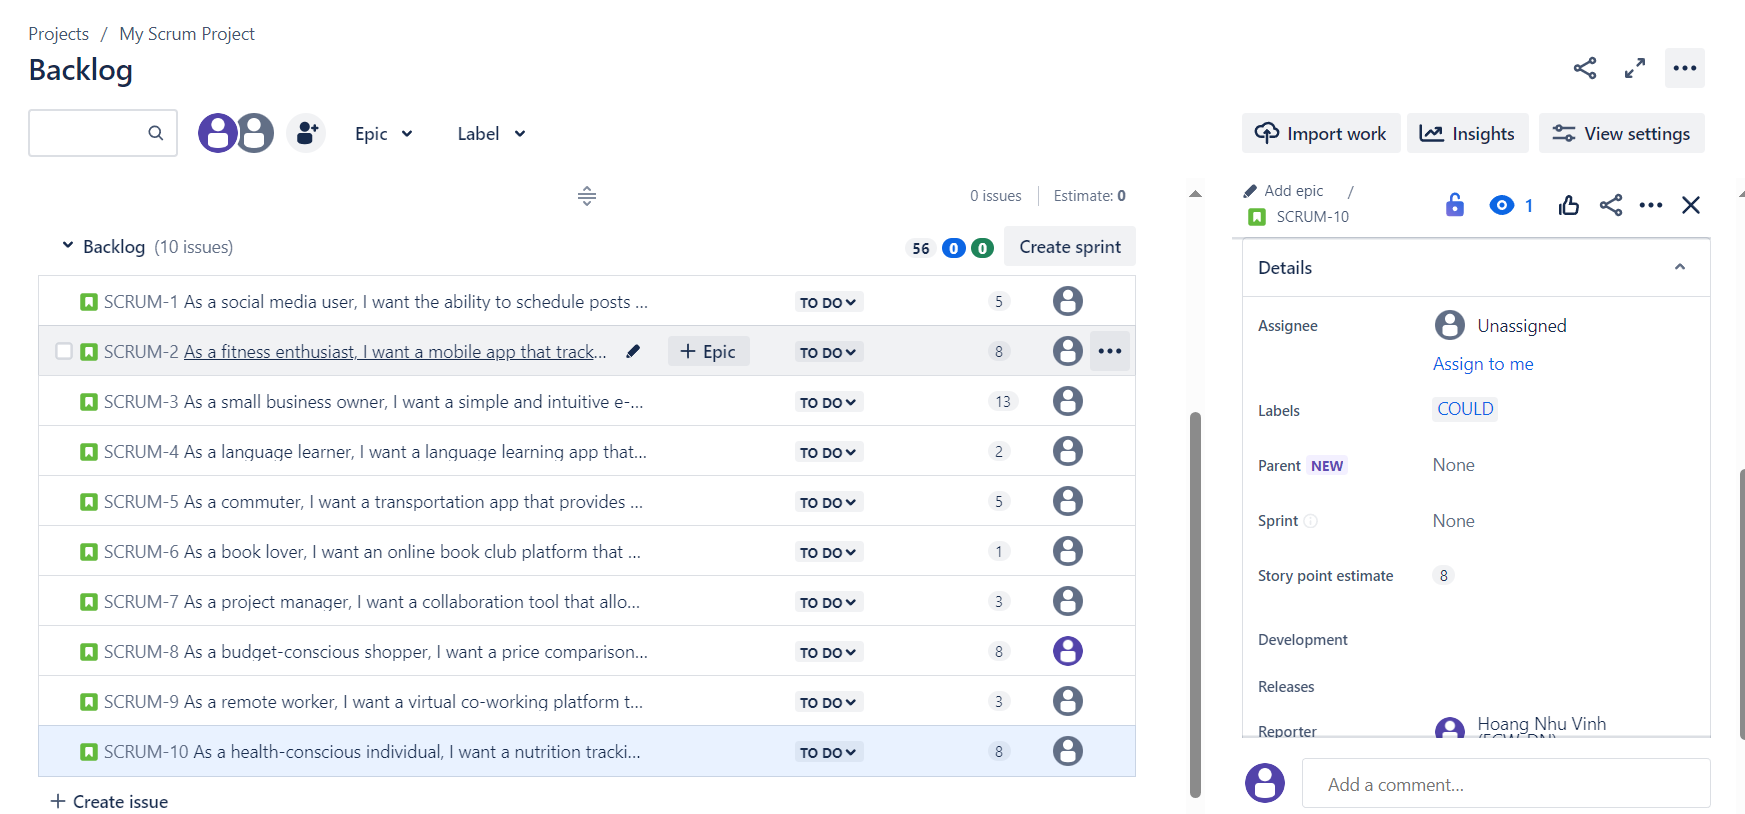 Projects / My Scrum Project
Backlog
Epic
Label
Import work
Insights
View settings
0 issues
Estimate: 0
Backlog (10 issues)
56 0 0
Create sprint
SCRUM-1 As a social media user, I want the ability to schedule posts ... TO DO 5
SCRUM-2 As a fitness enthusiast, I want a mobile app that track... + Epic TO DO 8
SCRUM-3 As a small business owner, I want a simple and intuitive e-... TO DO 13
SCRUM-4 As a language learner, I want a language learning app that... TO DO 2
SCRUM-5 As a commuter, I want a transportation app that provides ... TO DO 5
SCRUM-6 As a book lover, I want an online book club platform that ... TO DO 1
SCRUM-7 As a project manager, I want a collaboration tool that allo... TO DO 3
SCRUM-8 As a budget-conscious shopper, I want a price comparison... TO DO 8
SCRUM-9 As a remote worker, I want a virtual co-working platform t... TO DO 3
SCRUM-10 As a health-conscious individual, I want a nutrition tracki... TO DO 8
+ Create issue
Add epic /
SCRUM-10
1
Details
Assignee Unassigned
Assign to me
Labels COULD
Parent NEW None
Sprint None
Story point estimate 8
Development
Releases
Reporter Hoang Nhu Vinh
Add a comment...